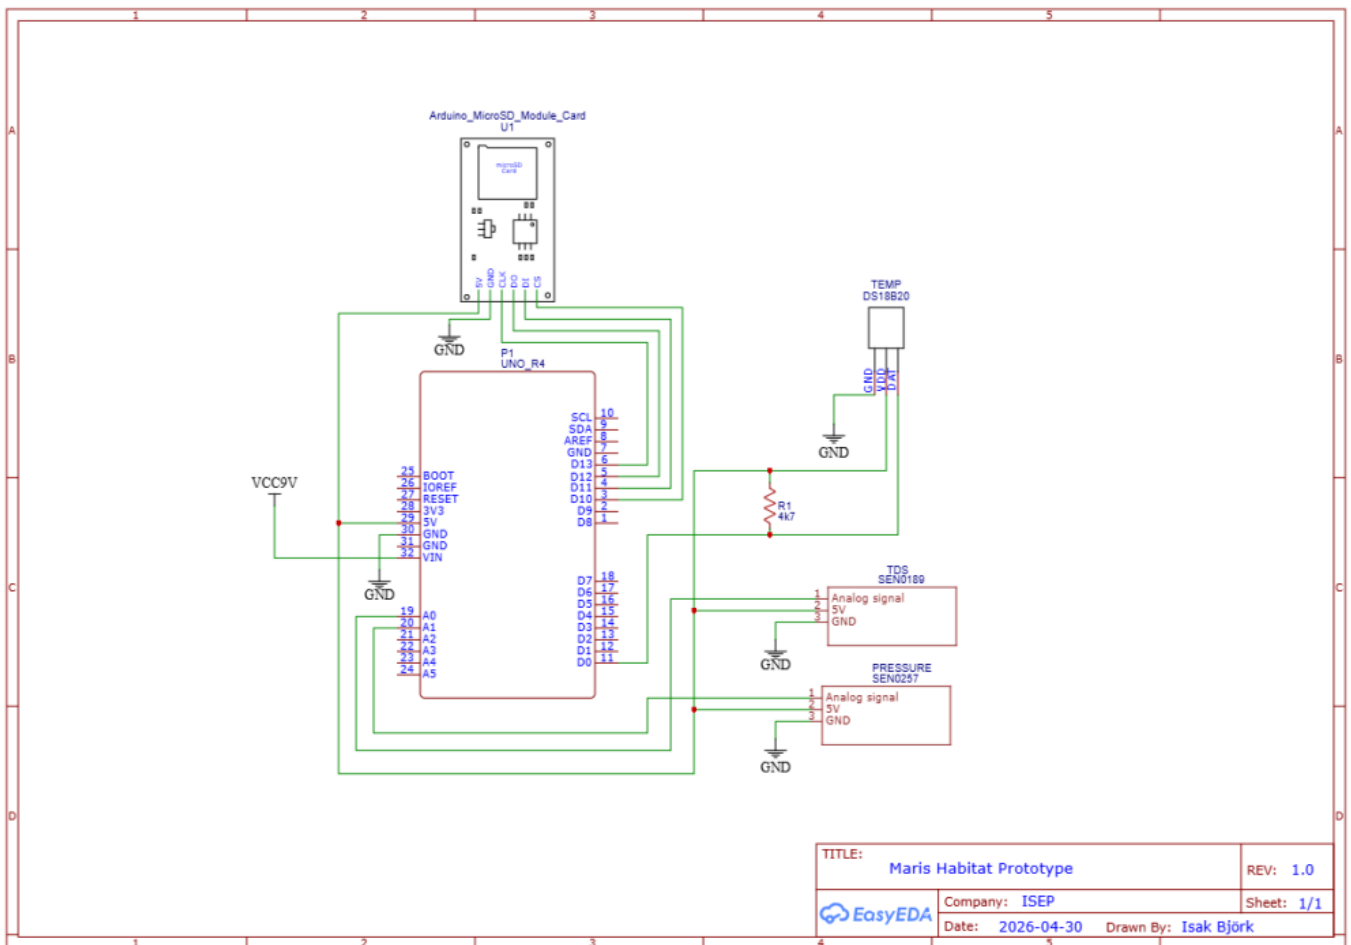 1 2 3 4 5
A A
B B
C C
D D
Arduino_MicroSD_Module_Card
U1
microSD
Card
5V GND CLK DO DI CS
GND
P1
UNO_R4
SCL 10
SDA 9
AREF 8
GND 7
D13 6
D12 5
D11 4
D10 3
D9 2
D8 1
25 BOOT
26 IOREF
27 RESET
28 3V3
29 5V
30 GND
31 GND
32 VIN
VCC9V
GND
D7 18
D6 17
D5 16
D4 15
D3 14
D2 13
D1 12
D0 11
19 A0
20 A1
21 A2
22 A3
23 A4
24 A5
TEMP
DS18B20
GND VDD DAT
GND
R1
4k7
TDS
SEN0189
1 Analog signal
2 5V
3 GND
GND
PRESSURE
SEN0257
1 Analog signal
2 5V
3 GND
GND
TITLE:
Maris Habitat Prototype
REV: 1.0
EasyEDA
Company: ISEP
Sheet: 1/1
Date: 2026-04-30 Drawn By: Isak Björk
1 2 3 4 5